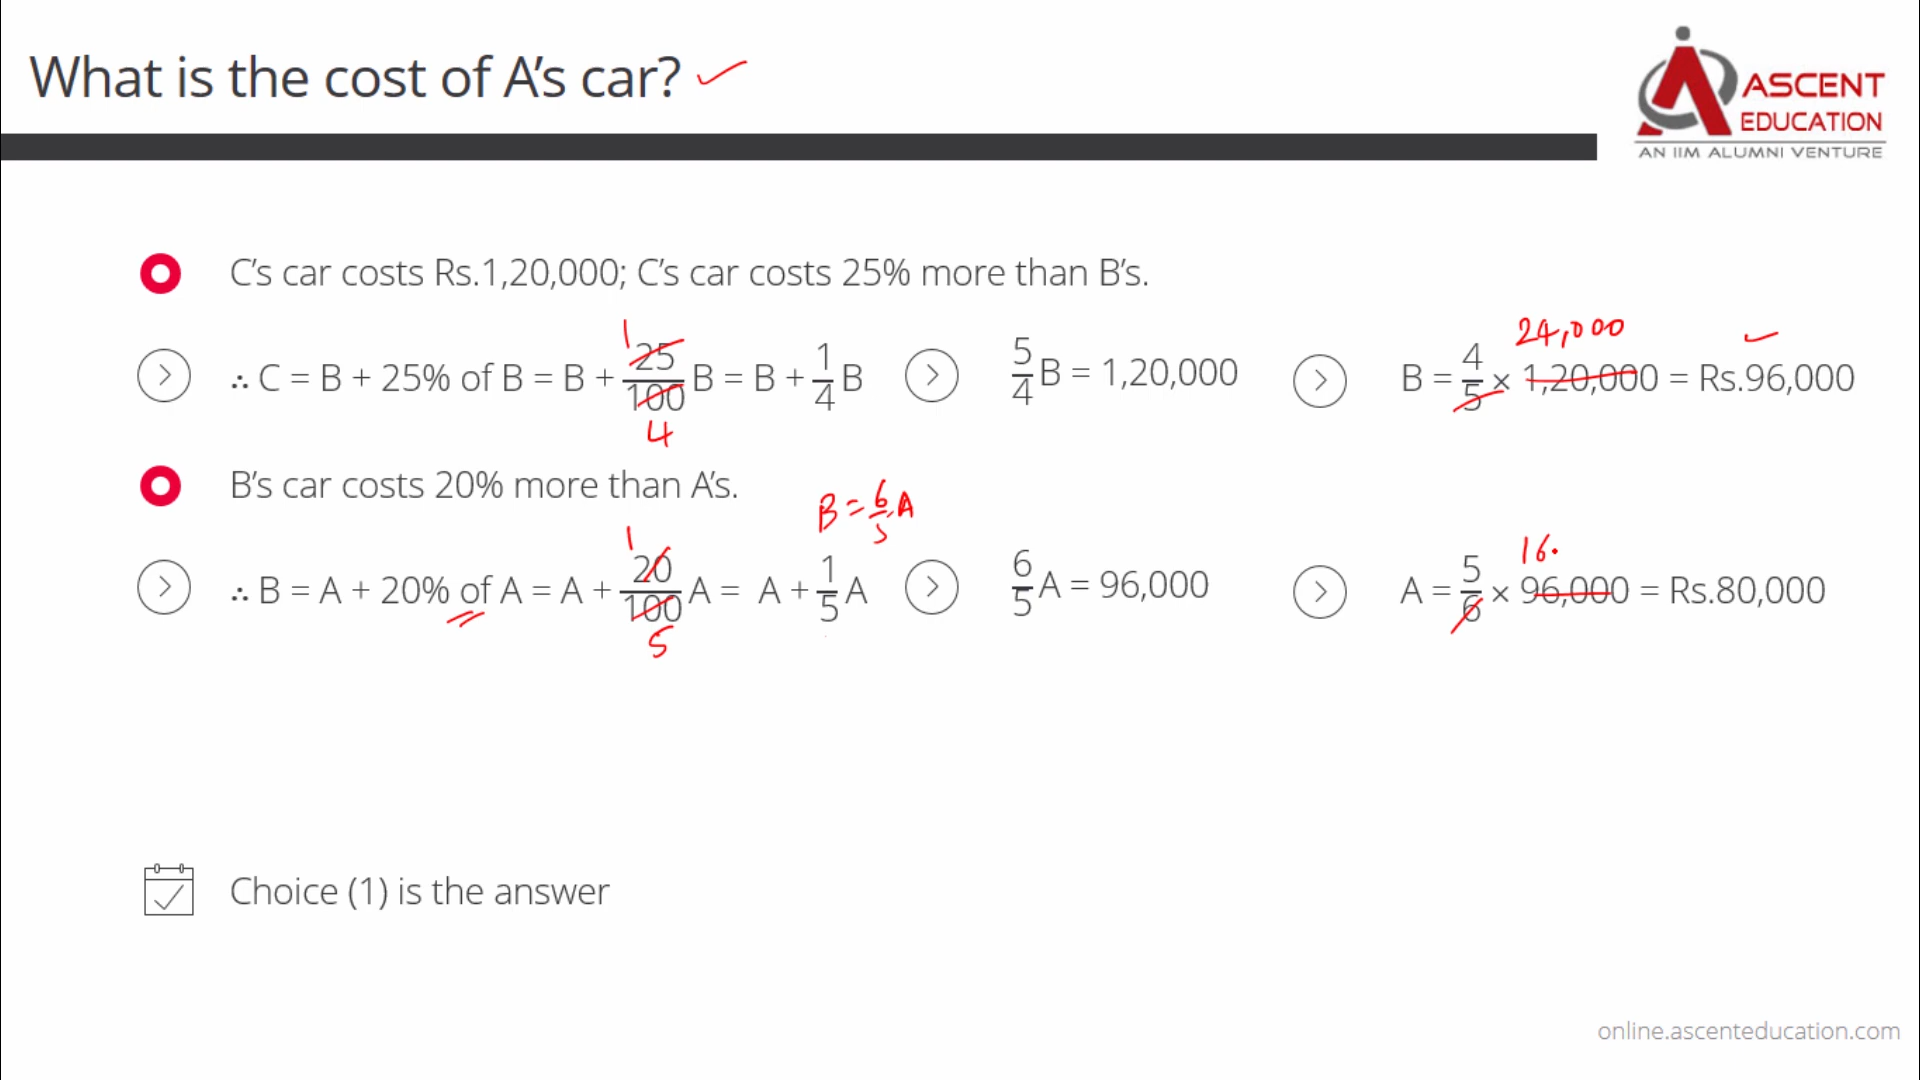 What is the cost of A’s car?
ASCENT
EDUCATION
AN IIM ALUMNI VENTURE
C’s car costs Rs.1,20,000; C’s car costs 25% more than B’s.
1
24,000
∴ C = B + 25% of B = B + 25/100 B = B + 1/4 B
5/4 B = 1,20,000
B = 4/5 × 1,20,000 = Rs.96,000
4
B’s car costs 20% more than A’s.
B = 6/5 A
1
16.
∴ B = A + 20% of A = A + 20/100 A = A + 1/5 A
6/5 A = 96,000
A = 5/6 × 96,000 = Rs.80,000
5
Choice (1) is the answer
online.ascenteducation.com